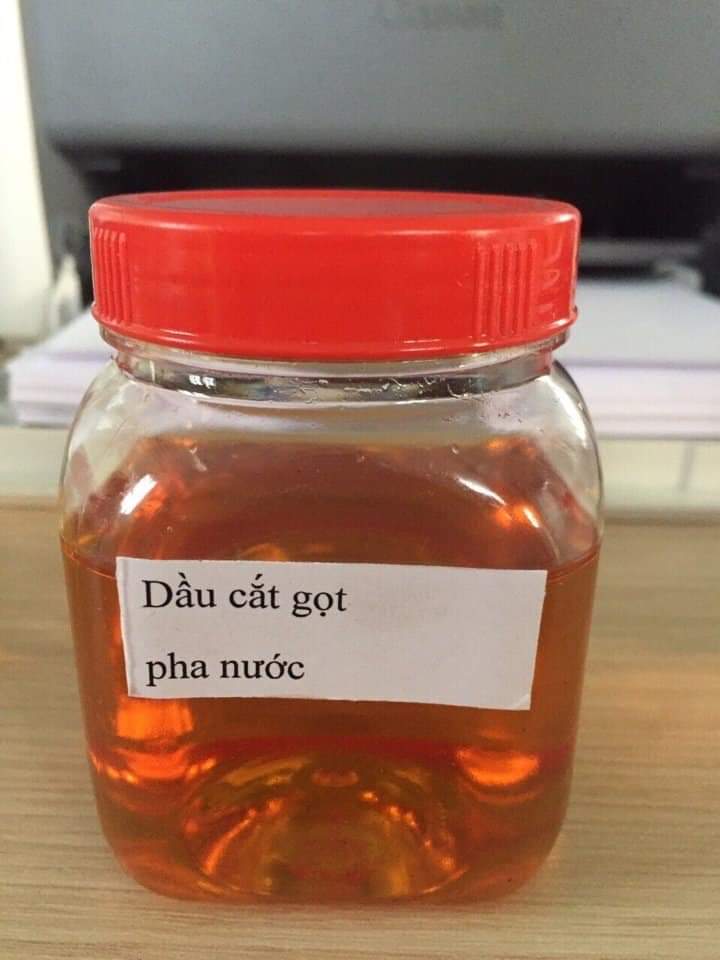 Dầu cắt gọt
pha nước